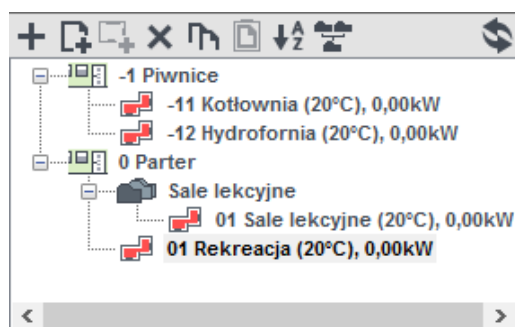 -1 Piwnice
-11 Kotłownia (20°C), 0,00kW
-12 Hydrofornia (20°C), 0,00kW
0 Parter
Sale lekcyjne
01 Sale lekcyjne (20°C), 0,00kW
01 Rekreacja (20°C), 0,00kW